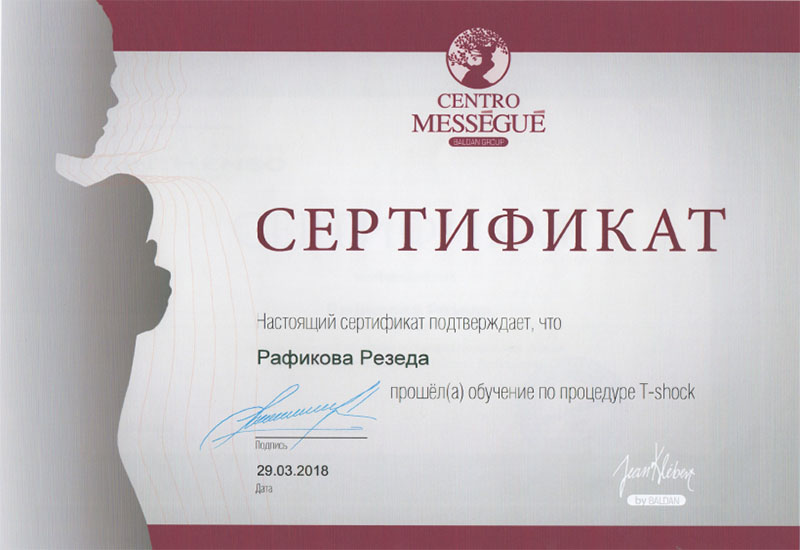 CENTRO
MESSÉGUÉ
BALDAN GROUP
СЕРТИФИКАТ
Настоящий сертификат подтверждает, что
Рафикова Резеда
прошёл(а) обучение по процедуре T-shock
Подпись
29.03.2018
Дата
Jean Klébert
by BALDAN